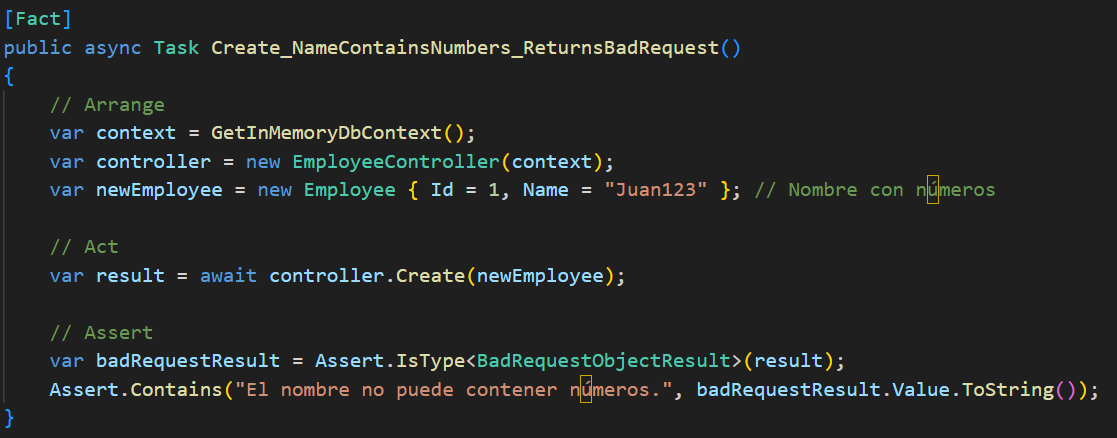 [Fact]
public async Task Create_NameContainsNumbers_ReturnsBadRequest()
{
    // Arrange
    var context = GetInMemoryDbContext();
    var controller = new EmployeeController(context);
    var newEmployee = new Employee { Id = 1, Name = "Juan123" }; // Nombre con números

    // Act
    var result = await controller.Create(newEmployee);

    // Assert
    var badRequestResult = Assert.IsType<BadRequestObjectResult>(result);
    Assert.Contains("El nombre no puede contener números.", badRequestResult.Value.ToString());
}